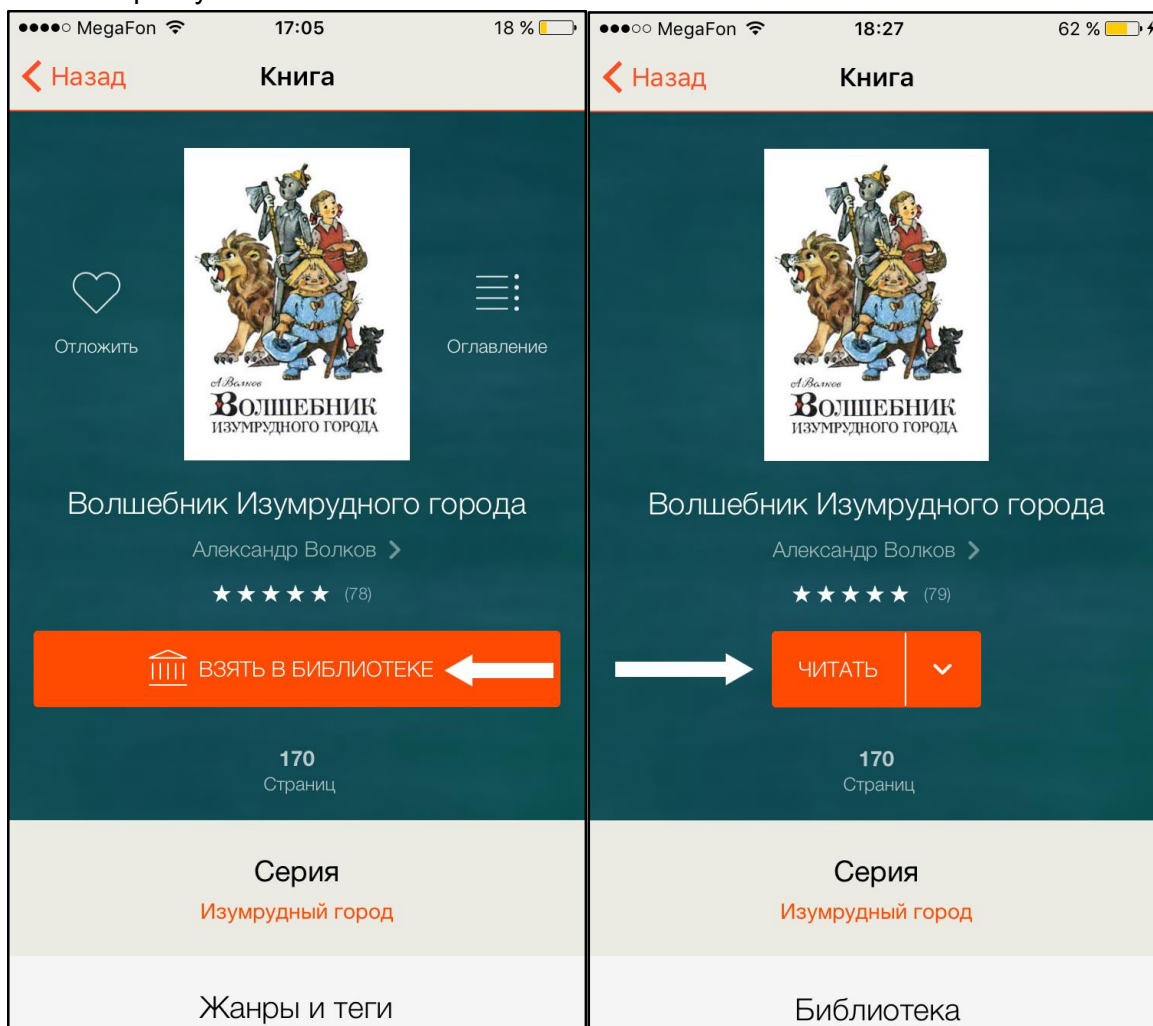 MegaFon 17:05 18 %
Назад Книга
Отложить
Оглавление
А.Волков
ВОЛШЕБНИК
ИЗУМРУДНОГО ГОРОДА
Волшебник Изумрудного города
Александр Волков
(78)
ВЗЯТЬ В БИБЛИОТЕКЕ
170
Страниц
Серия
Изумрудный город
Жанры и теги
MegaFon 18:27 62 %
Назад Книга
А.Волков
ВОЛШЕБНИК
ИЗУМРУДНОГО ГОРОДА
Волшебник Изумрудного города
Александр Волков
(79)
ЧИТАТЬ
170
Страниц
Серия
Изумрудный город
Библиотека